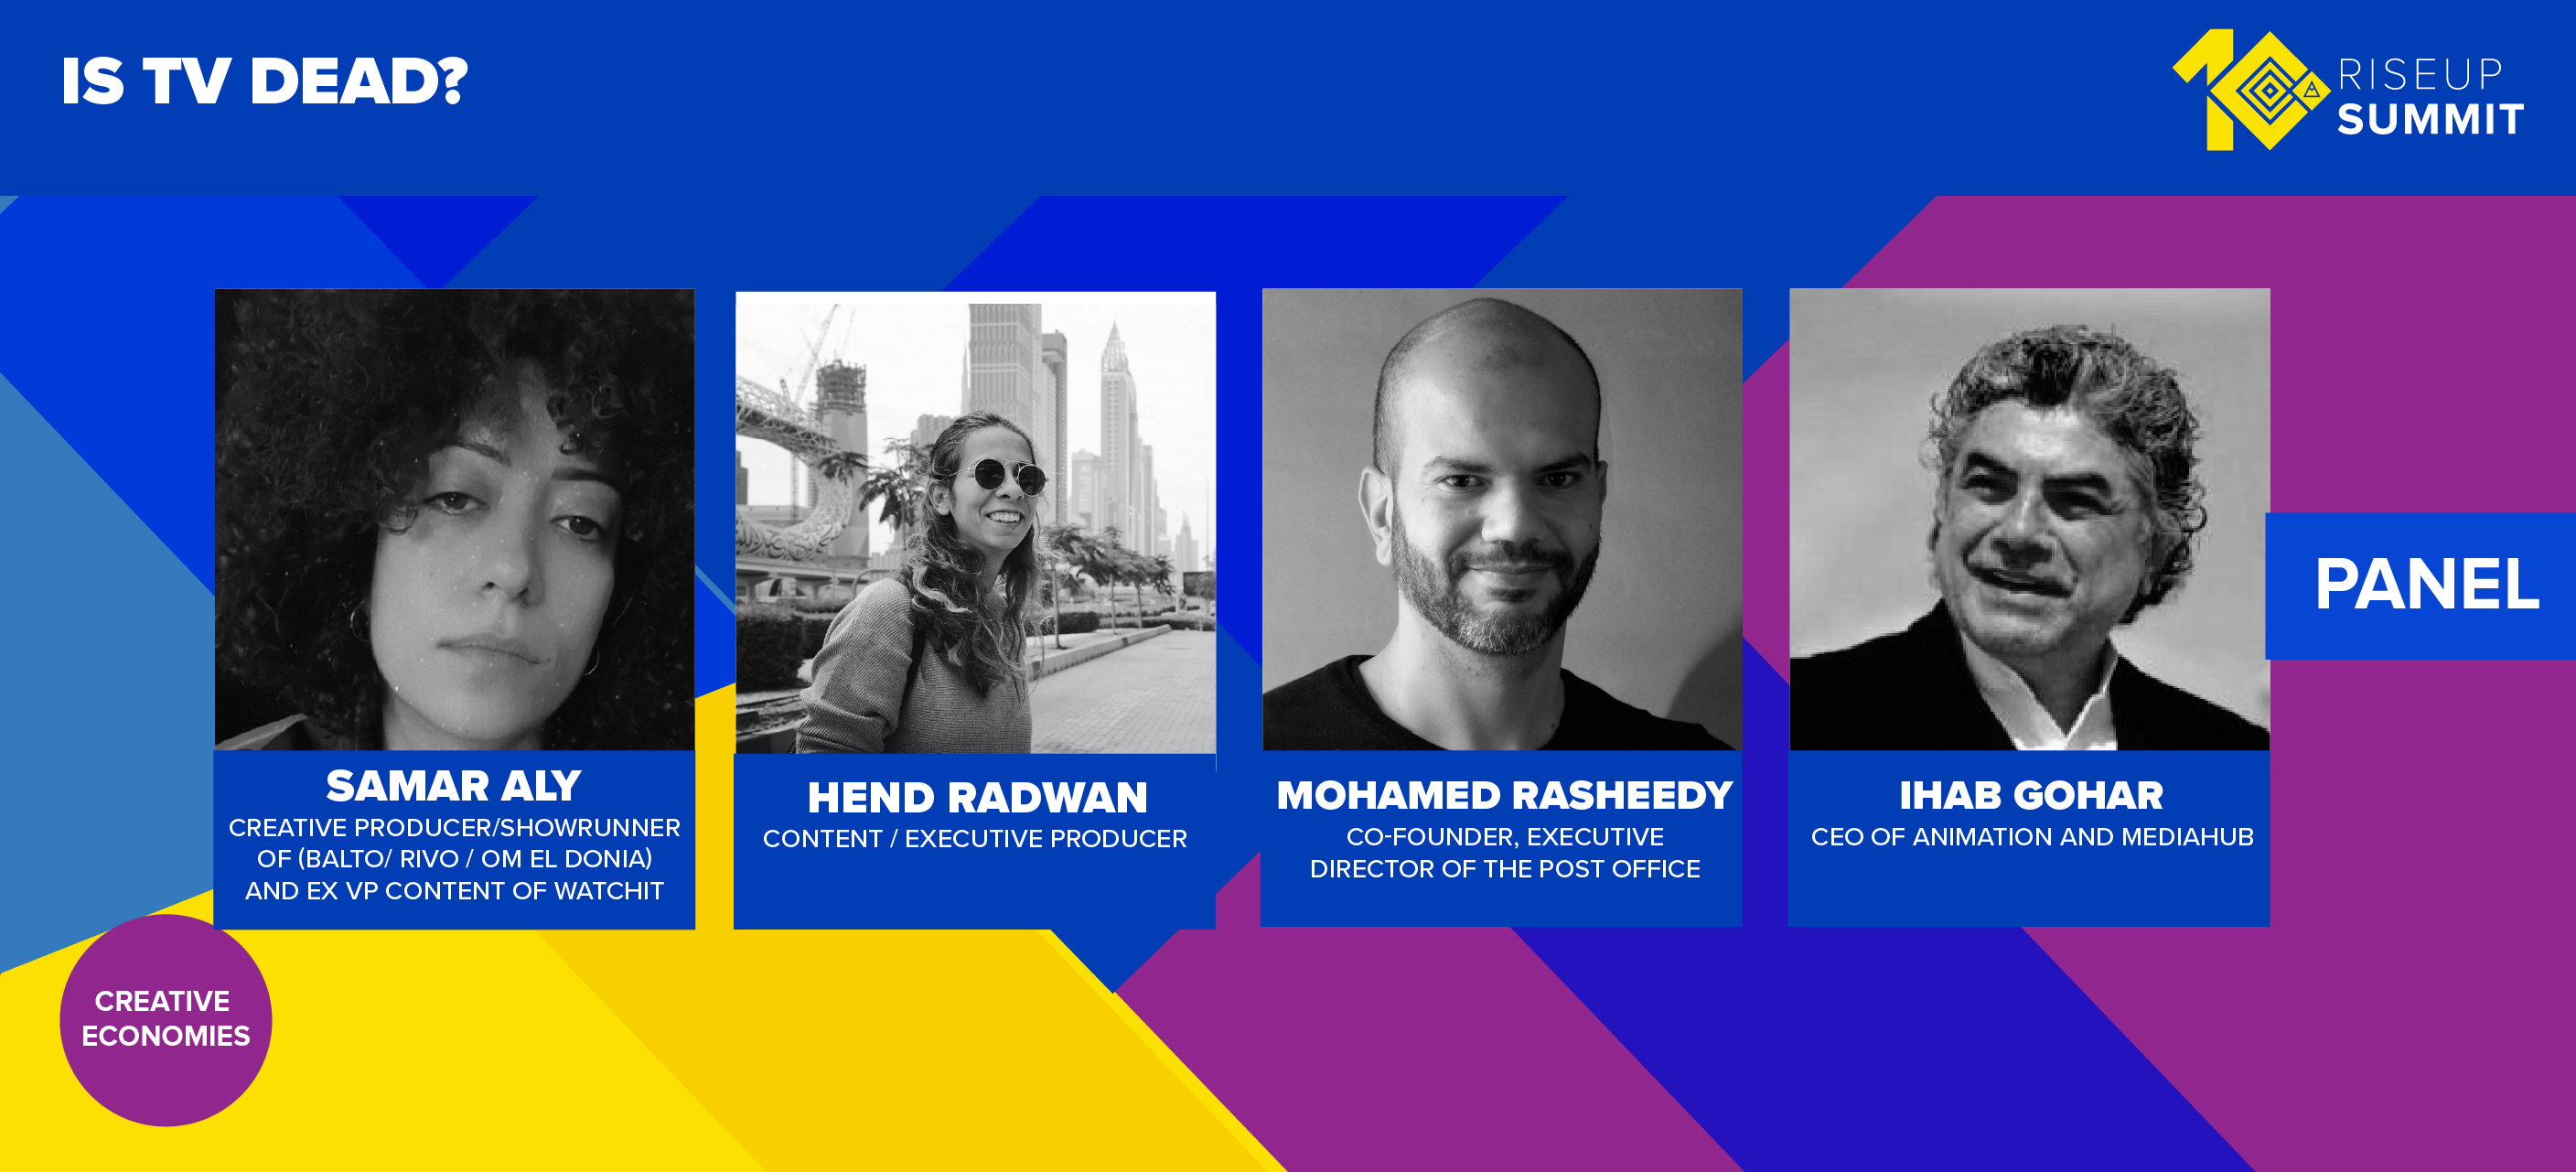 IS TV DEAD?
10
RISEUP
SUMMIT
PANEL
SAMAR ALY
CREATIVE PRODUCER/SHOWRUNNER
OF (BALTO/ RIVO / OM EL DONIA)
AND EX VP CONTENT OF WATCHIT
HEND RADWAN
CONTENT / EXECUTIVE PRODUCER
MOHAMED RASHEEDY
CO-FOUNDER, EXECUTIVE
DIRECTOR OF THE POST OFFICE
IHAB GOHAR
CEO OF ANIMATION AND MEDIAHUB
CREATIVE
ECONOMIES